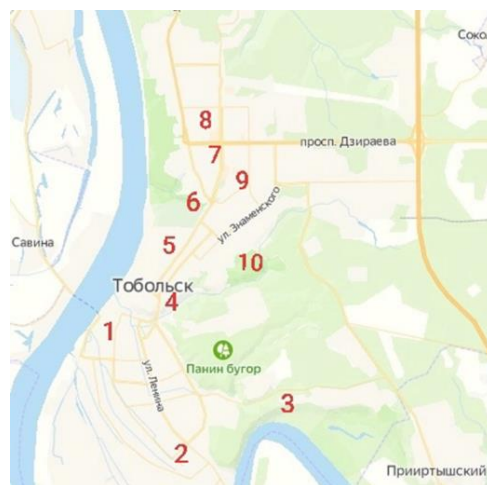 Соко
8
просп. Дзираева
7
9
6
ул. Знаменского
5
Савина
10
Тобольск
4
1
Панин бугор
ул. Ленина
3
2
Прииртышский